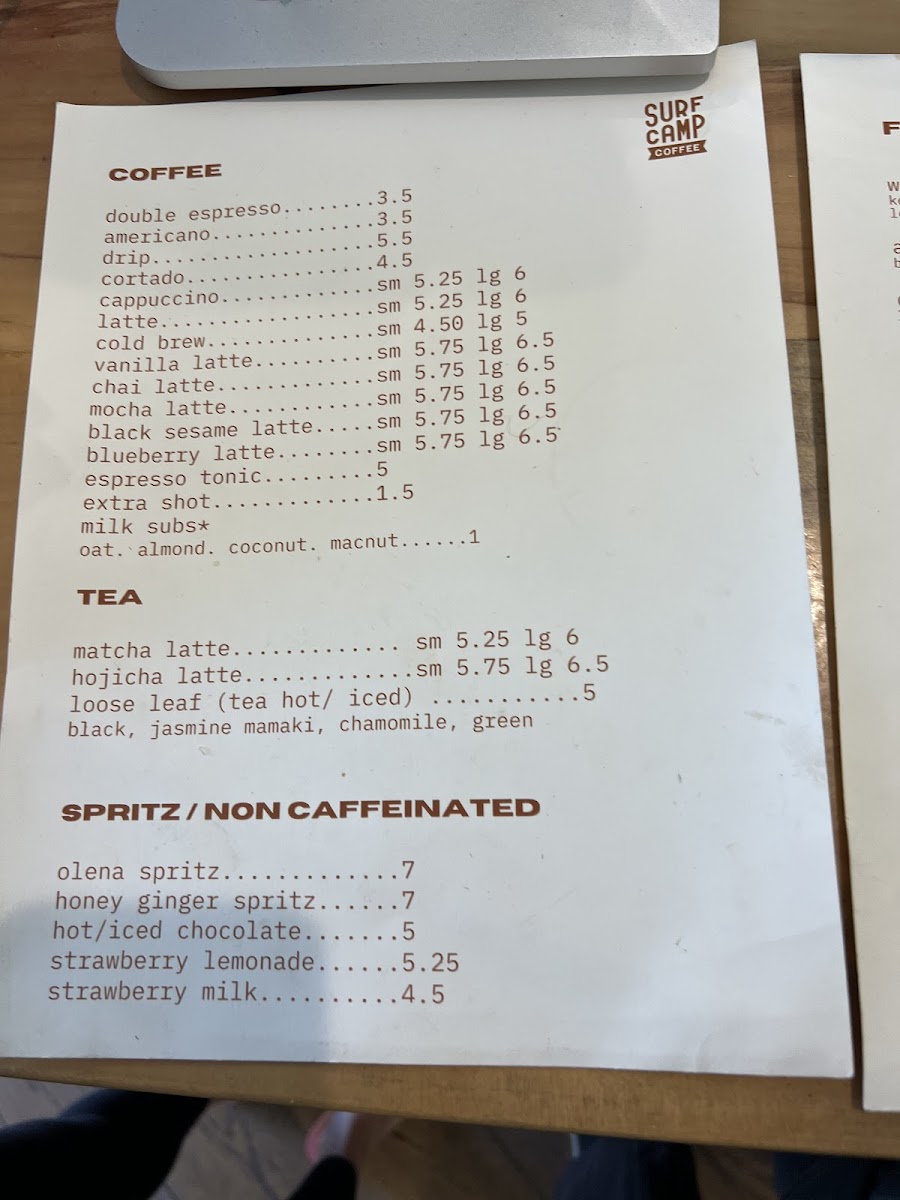 SURF
CAMP
COFFEE
COFFEE
double espresso........3.5
americano..............3.5
drip...................5.5
cortado................4.5
cappuccino.............sm 5.25 lg 6
latte..................sm 5.25 lg 6
cold brew..............sm 4.50 lg 5
vanilla latte..........sm 5.75 lg 6.5
chai latte.............sm 5.75 lg 6.5
mocha latte............sm 5.75 lg 6.5
black sesame latte.....sm 5.75 lg 6.5
blueberry latte........sm 5.75 lg 6.5
espresso tonic.........5
extra shot.............1.5
milk subs*
oat. almond. coconut. macnut......1
TEA
matcha latte............. sm 5.25 lg 6
hojicha latte.............sm 5.75 lg 6.5
loose leaf (tea hot/ iced) ...........5
black, jasmine mamaki, chamomile, green
SPRITZ / NON CAFFEINATED
olena spritz.............7
honey ginger spritz......7
hot/iced chocolate.......5
strawberry lemonade......5.25
strawberry milk..........4.5